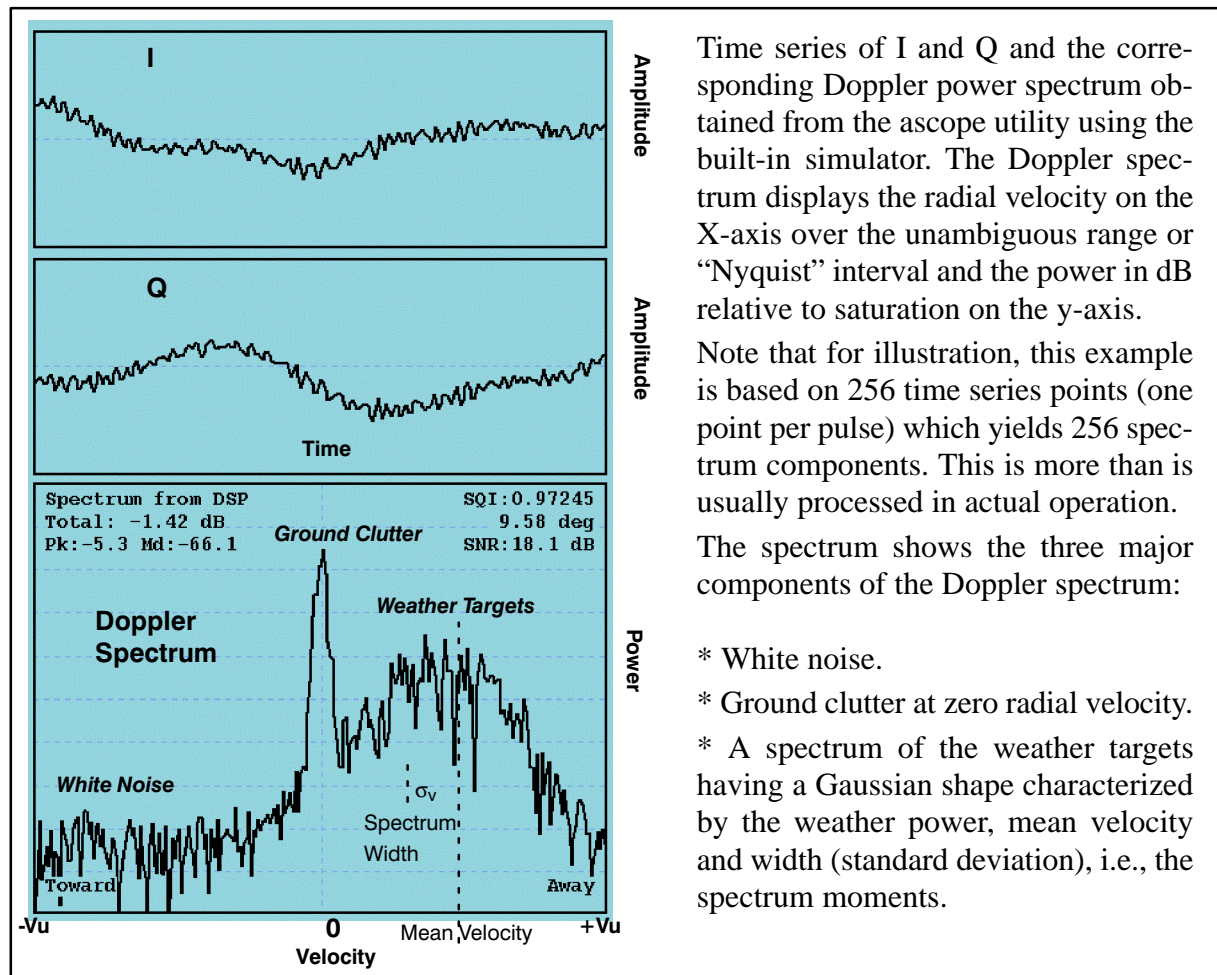 I
Amplitude
Q
Amplitude
Time
Spectrum from DSP
Total: -1.42 dB
Pk:-5.3 Md:-66.1
SQI:0.97245
9.58 deg
SNR:18.1 dB
Ground Clutter
Weather Targets
Doppler
Spectrum
Power
White Noise
σv
Spectrum
Width
Toward
Away
-Vu
0
Mean Velocity
+Vu
Velocity
Time series of I and Q and the corre-
sponding Doppler power spectrum ob-
tained from the ascope utility using the
built-in simulator. The Doppler spec-
trum displays the radial velocity on the
X-axis over the unambiguous range or
“Nyquist” interval and the power in dB
relative to saturation on the y-axis.
Note that for illustration, this example
is based on 256 time series points (one
point per pulse) which yields 256 spec-
trum components. This is more than is
usually processed in actual operation.
The spectrum shows the three major
components of the Doppler spectrum:
* White noise.
* Ground clutter at zero radial velocity.
* A spectrum of the weather targets
having a Gaussian shape characterized
by the weather power, mean velocity
and width (standard deviation), i.e., the
spectrum moments.